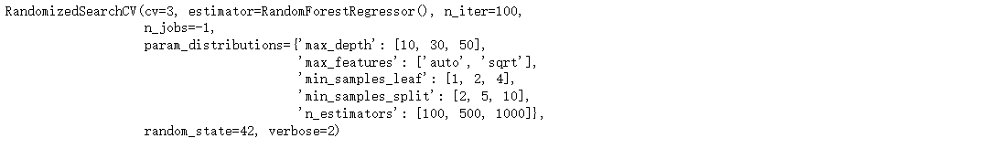 RandomizedSearchCV(cv=3, estimator=RandomForestRegressor(), n_iter=100,
                   n_jobs=-1,
                   param_distributions={'max_depth': [10, 30, 50],
                                        'max_features': ['auto', 'sqrt'],
                                        'min_samples_leaf': [1, 2, 4],
                                        'min_samples_split': [2, 5, 10],
                                        'n_estimators': [100, 500, 1000]},
                   random_state=42, verbose=2)